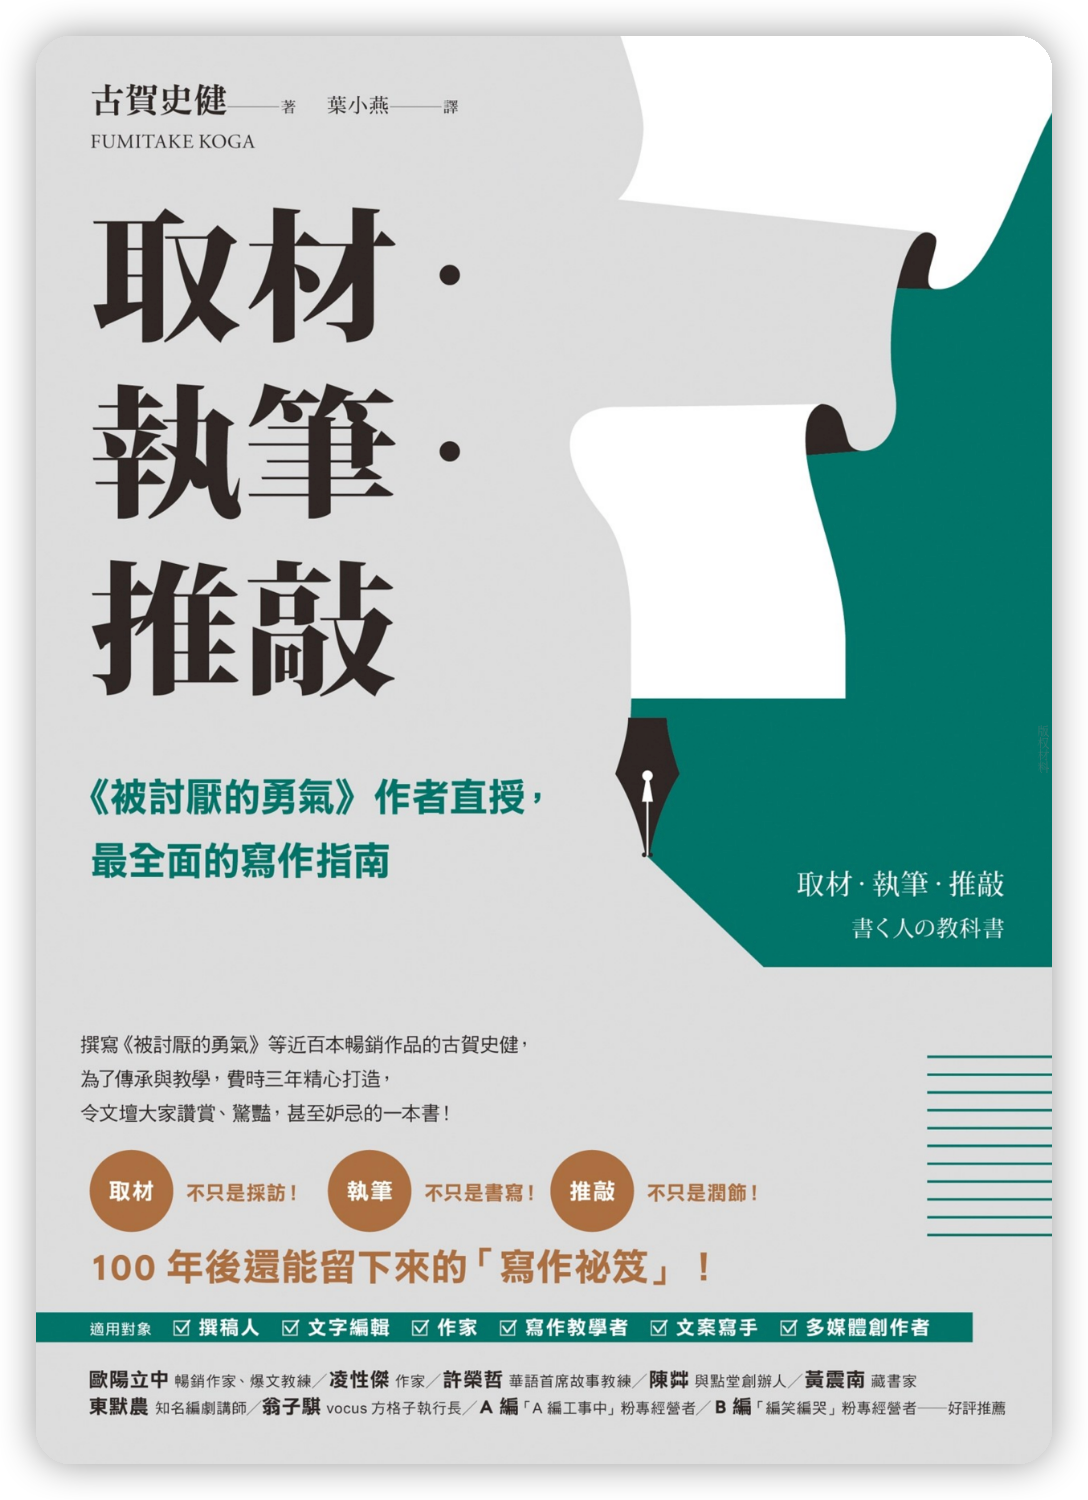 古賀史健——著 葉小燕——譯
FUMITAKE KOGA
取材·
執筆·
推敲
《被討厭的勇氣》作者直授，
最全面的寫作指南
取材·執筆·推敲
書く人の教科書
版权材料
撰寫《被討厭的勇氣》等近百本暢銷作品的古賀史健，
為了傳承與教學，費時三年精心打造，
令文壇大家讚賞、驚豔，甚至妒忌的一本書！
取材 不只是採訪！ 執筆 不只是書寫！ 推敲 不只是潤飾！
100 年後還能留下來的「寫作祕笈」！
適用對象 ☑ 撰稿人 ☑ 文字編輯 ☑ 作家 ☑ 寫作教學者 ☑ 文案寫手 ☑ 多媒體創作者
歐陽立中 暢銷作家、爆文教練／凌性傑 作家／許榮哲 華語首席故事教練／陳茻 與點堂創辦人／黃震南 藏書家
東默農 知名編劇講師／翁子騏 vocus 方格子執行長／A 編「A 編工事中」粉專經營者／B 編「編笑編哭」粉專經營者——好評推薦